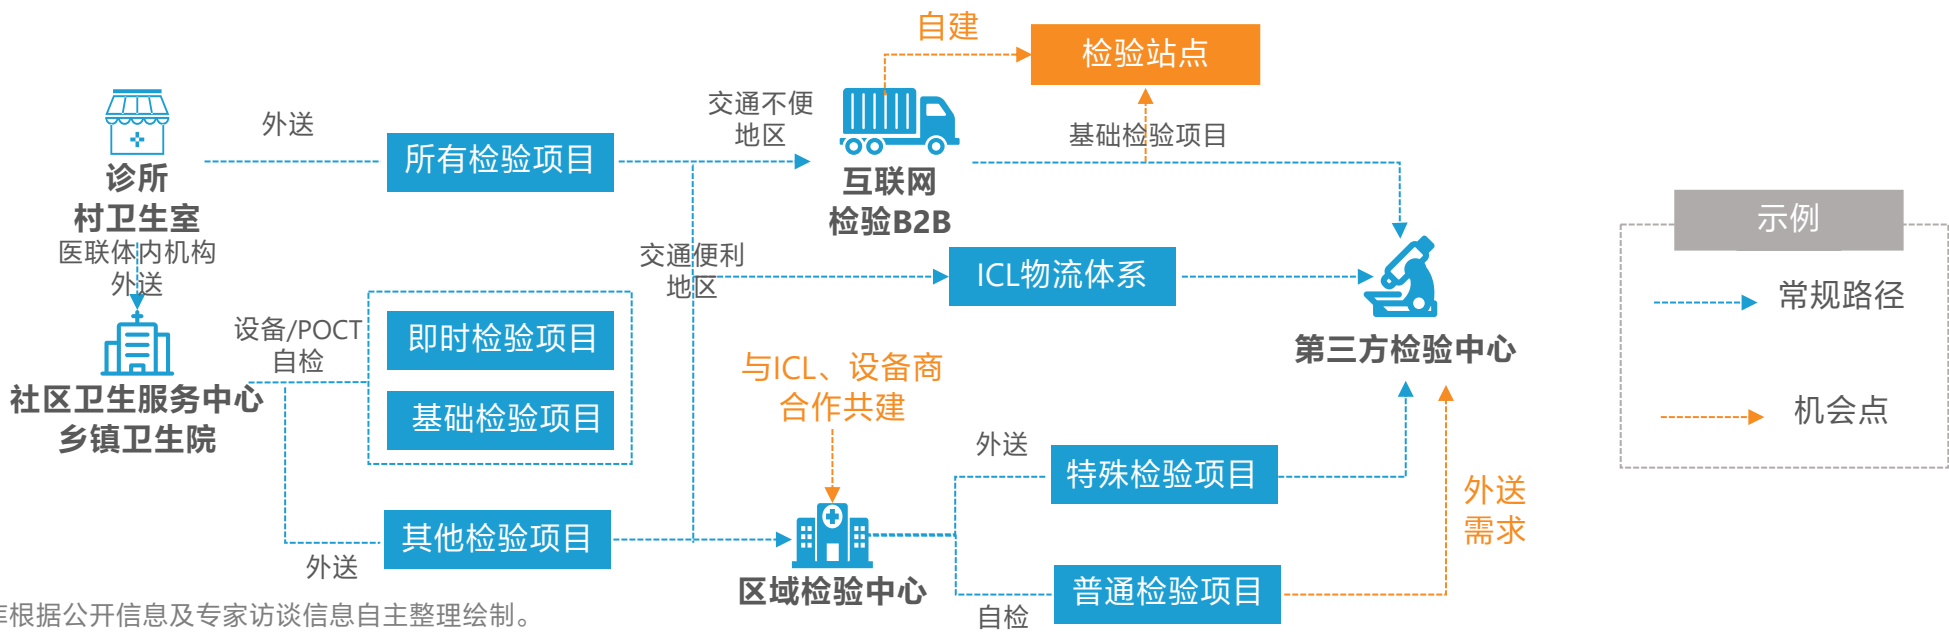 自建
检验站点
交通不便
地区
外送
基础检验项目
所有检验项目
诊所
村卫生室
互联网
检验B2B
医联体内机构
外送
交通便利
地区
ICL物流体系
示例
常规路径
机会点
设备/POCT
自检
即时检验项目
基础检验项目
第三方检验中心
社区卫生服务中心
乡镇卫生院
与ICL、设备商
合作共建
外送
特殊检验项目
外送
需求
其他检验项目
外送
区域检验中心
普通检验项目
自检
根据公开信息及专家访谈信息自主整理绘制。